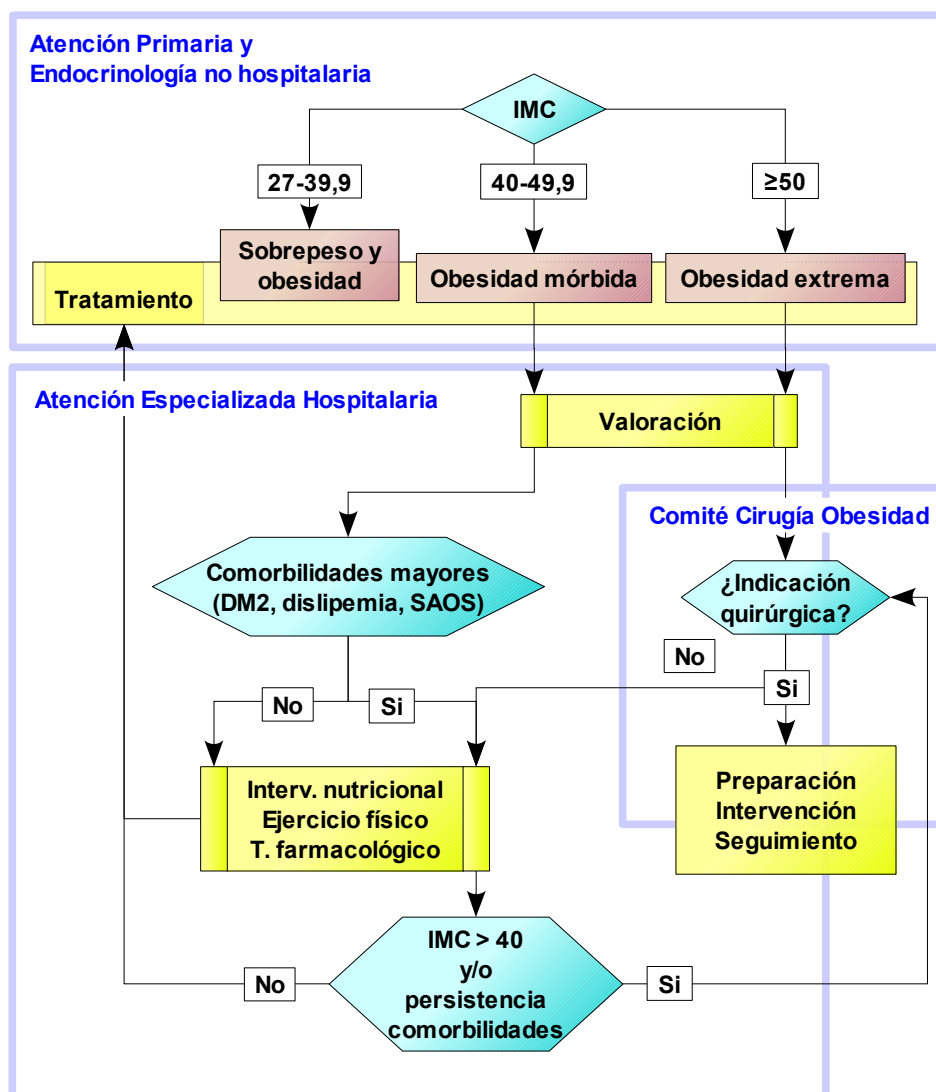 Atención Primaria y
Endocrinología no hospitalaria
IMC
27-39,9
40-49,9
≥50
Sobrepeso y
obesidad
Obesidad mórbida
Obesidad extrema
Tratamiento
Atención Especializada Hospitalaria
Valoración
Comité Cirugía Obesidad
Comorbilidades mayores
(DM2, dislipemia, SAOS)
¿Indicación
quirúrgica?
No
Si
No
Si
Interv. nutricional
Ejercicio físico
T. farmacológico
Preparación
Intervención
Seguimiento
IMC > 40
y/o
persistencia
comorbilidades
No
Si